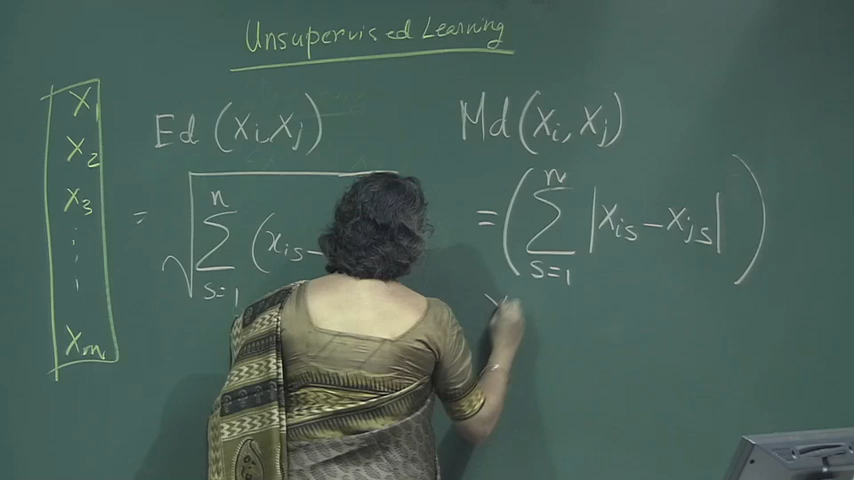 Unsupervised Learning
X1
X2
X3
Xm
Ed (Xi, Xj)
= √ n ∑ s=1 (xis -
Md (Xi, Xj)
= ( n ∑ s=1 |Xis - Xjs| )